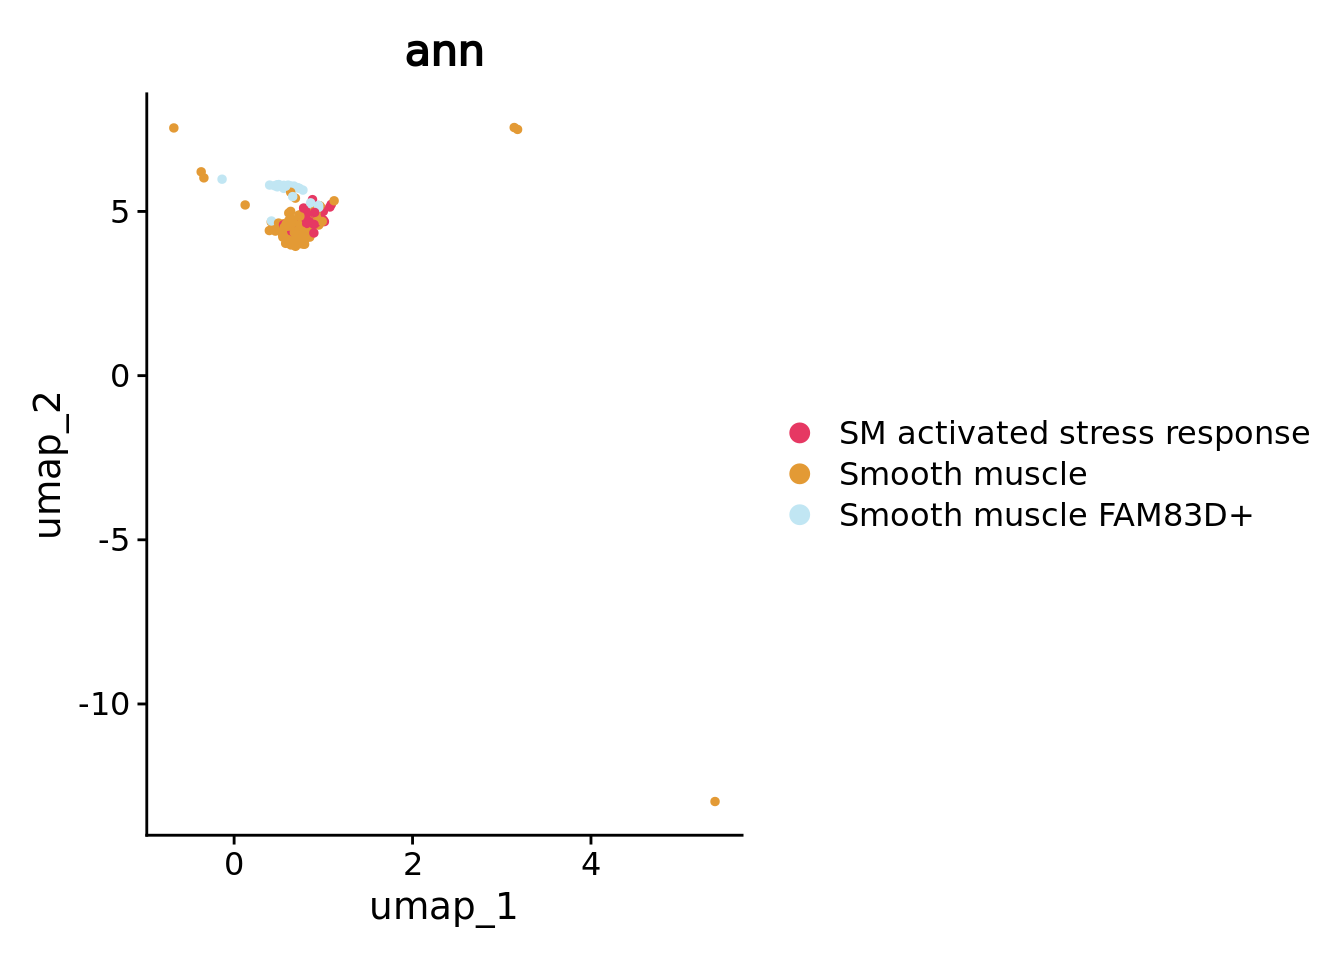 ann
5
0
-5
-10
umap_2
0 2 4
umap_1
SM activated stress response
Smooth muscle
Smooth muscle FAM83D+